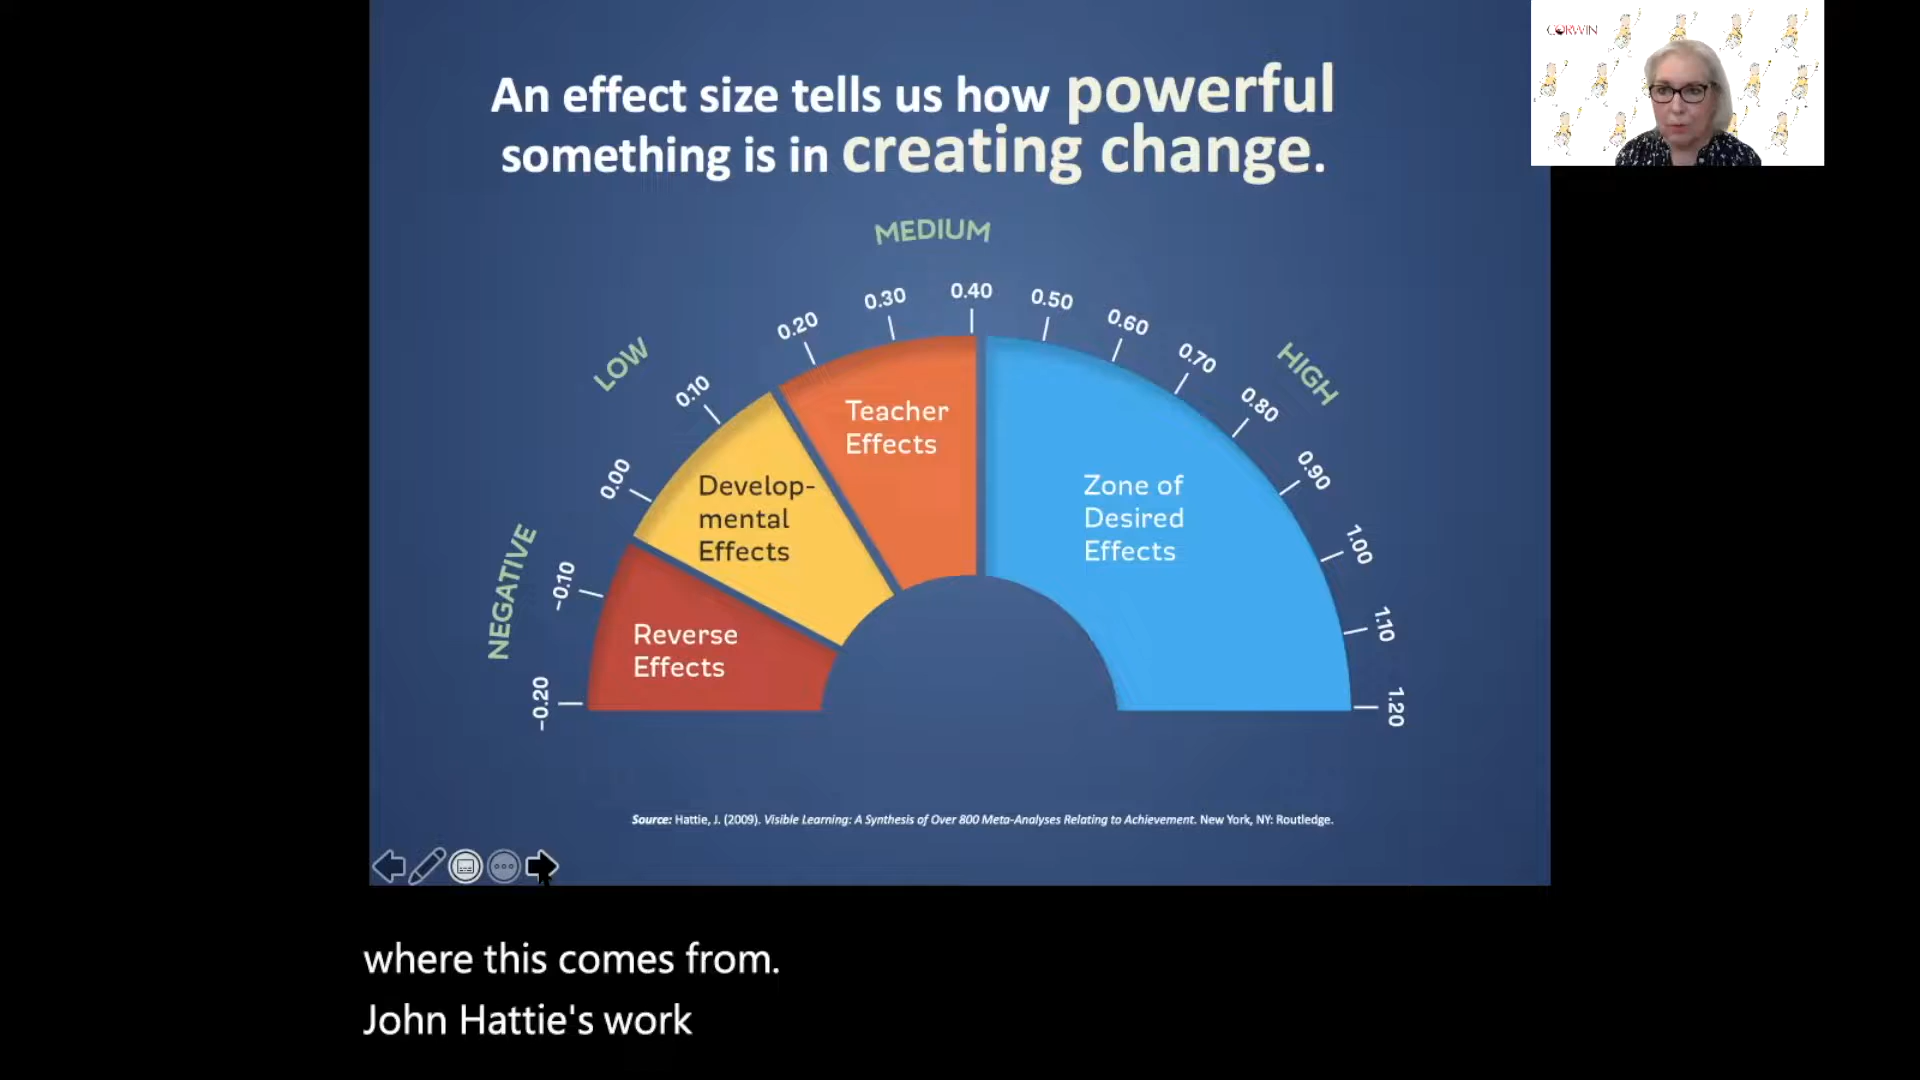 CORWIN
An effect size tells us how powerful
something is in creating change.
MEDIUM
LOW
HIGH
NEGATIVE
-0.20
-0.10
0.00
0.10
0.20
0.30
0.40
0.50
0.60
0.70
0.80
0.90
1.00
1.10
1.20
Reverse
Effects
Develop-
mental
Effects
Teacher
Effects
Zone of
Desired
Effects
Source: Hattie, J. (2009). Visible Learning: A Synthesis of Over 800 Meta-Analyses Relating to Achievement. New York, NY: Routledge.
where this comes from.
John Hattie's work